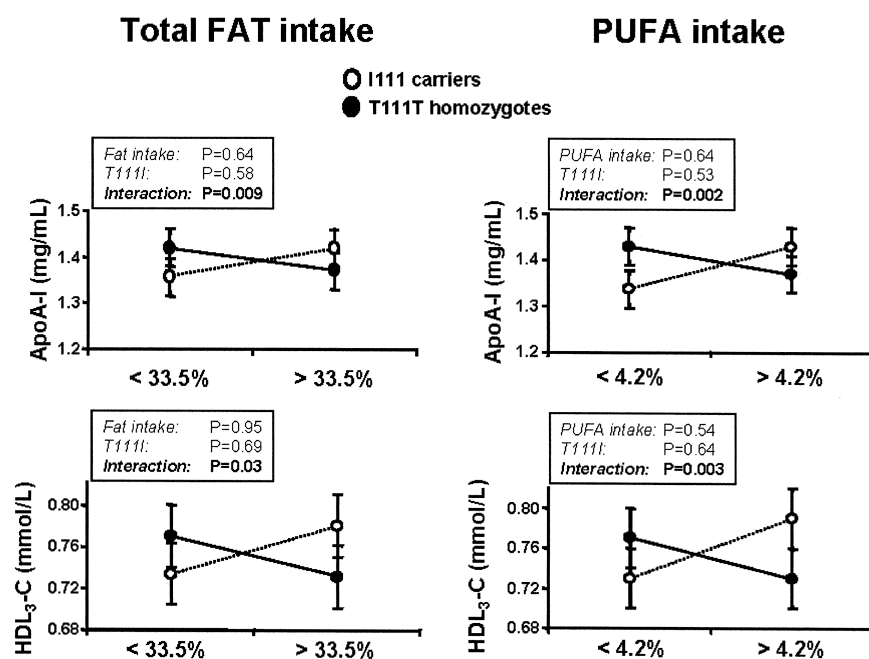 Total FAT intake
PUFA intake
I111 carriers
T111T homozygotes
Fat intake: P=0.64
T111I: P=0.58
Interaction: P=0.009
ApoA-I (mg/mL)
1.5
1.4
1.3
1.2
< 33.5%
> 33.5%
PUFA intake: P=0.64
T111I: P=0.53
Interaction: P=0.002
ApoA-I (mg/mL)
1.5
1.4
1.3
1.2
< 4.2%
> 4.2%
Fat intake: P=0.95
T111I: P=0.69
Interaction: P=0.03
HDL₃-C (mmol/L)
0.80
0.76
0.72
0.68
< 33.5%
> 33.5%
PUFA intake: P=0.54
T111I: P=0.64
Interaction: P=0.003
HDL₃-C (mmol/L)
0.80
0.76
0.72
0.68
< 4.2%
> 4.2%